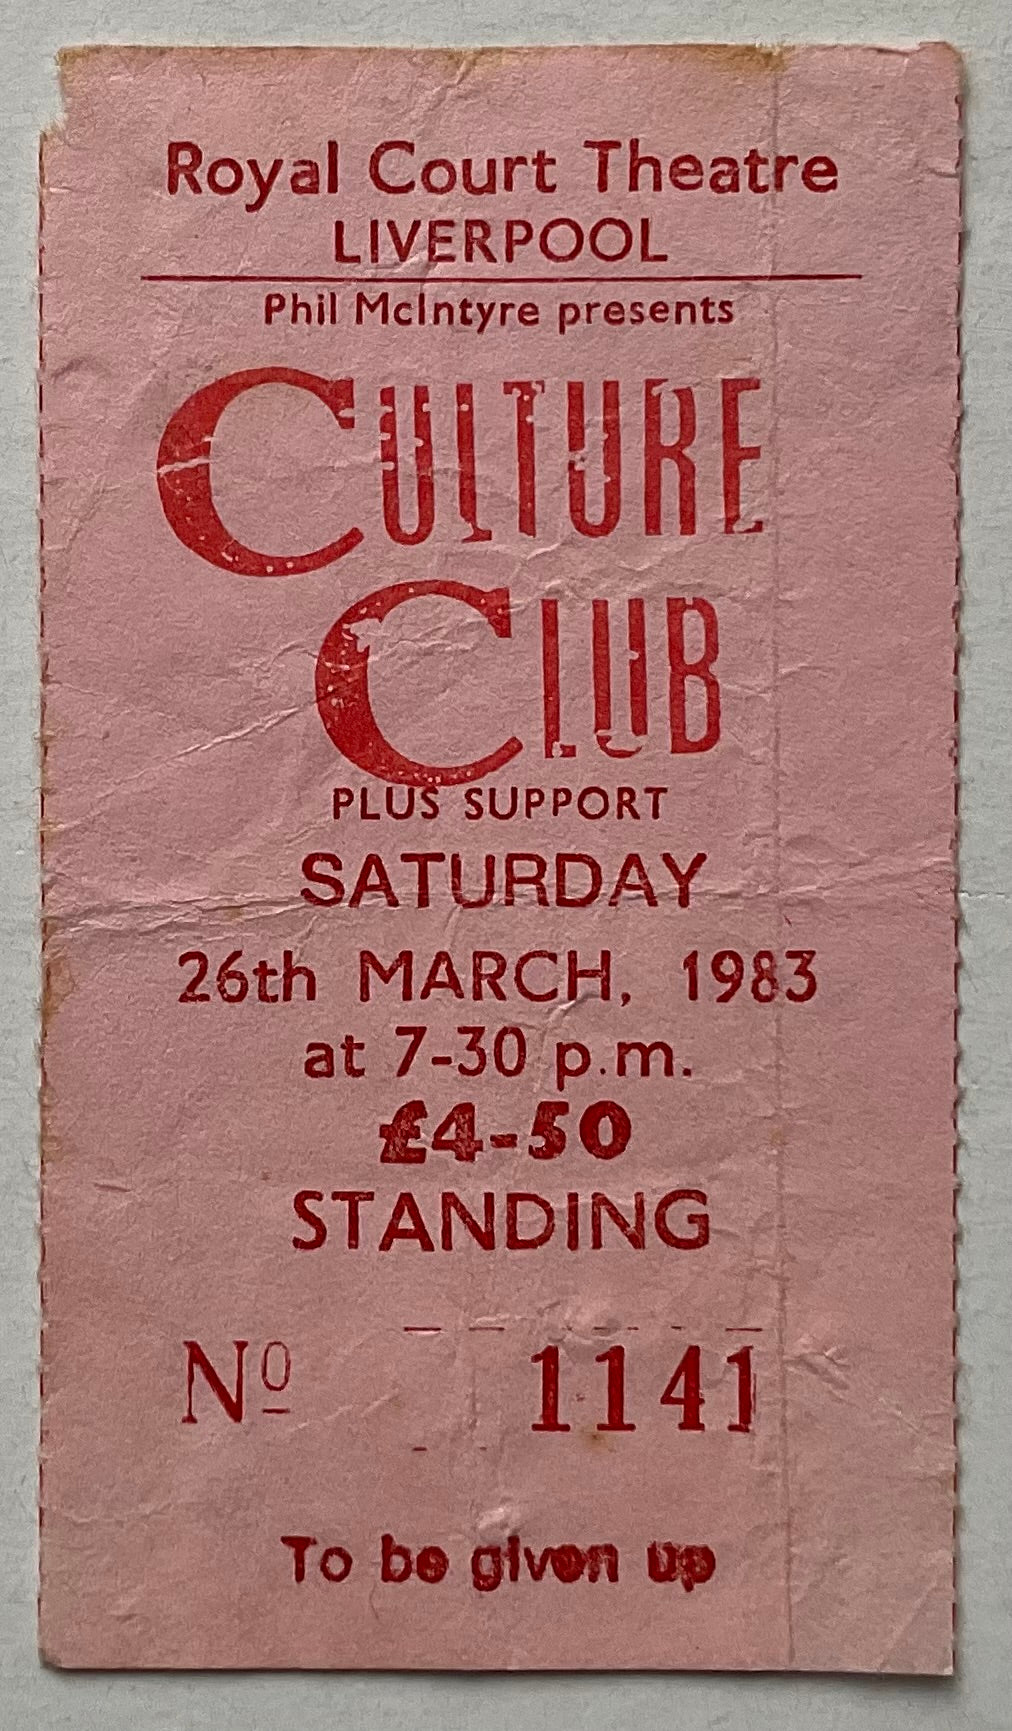 Royal Court Theatre
LIVERPOOL
Phil McIntyre presents
CULTURE
CLUB
PLUS SUPPORT
SATURDAY
26th MARCH, 1983
at 7-30 p.m.
£4-50
STANDING
Nº 1141
To be given up